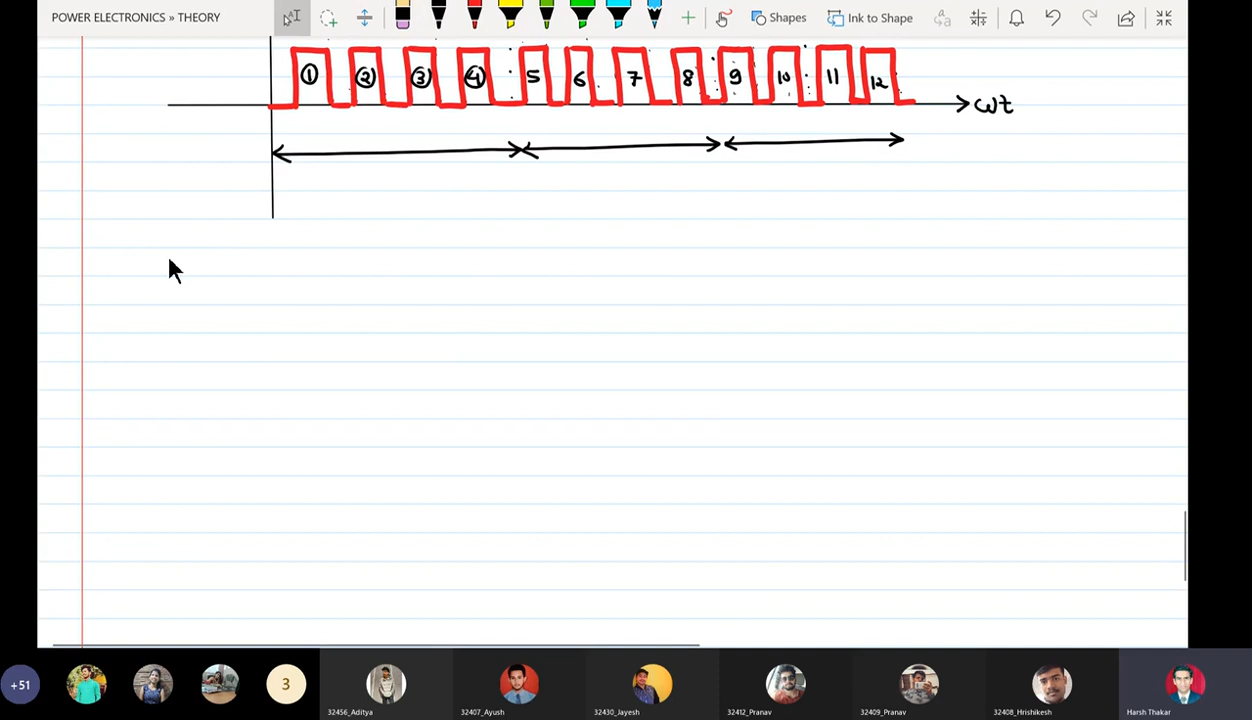 POWER ELECTRONICS » THEORY
Shapes
Ink to Shape
1 2 3 4 5 6 7 8 9 10 11 12
ωt
+51
3
32456_Aditya
32407_Ayush
32430_Jayesh
32412_Pranav
32409_Pranav
32408_Hrishikesh
Harsh Thakar